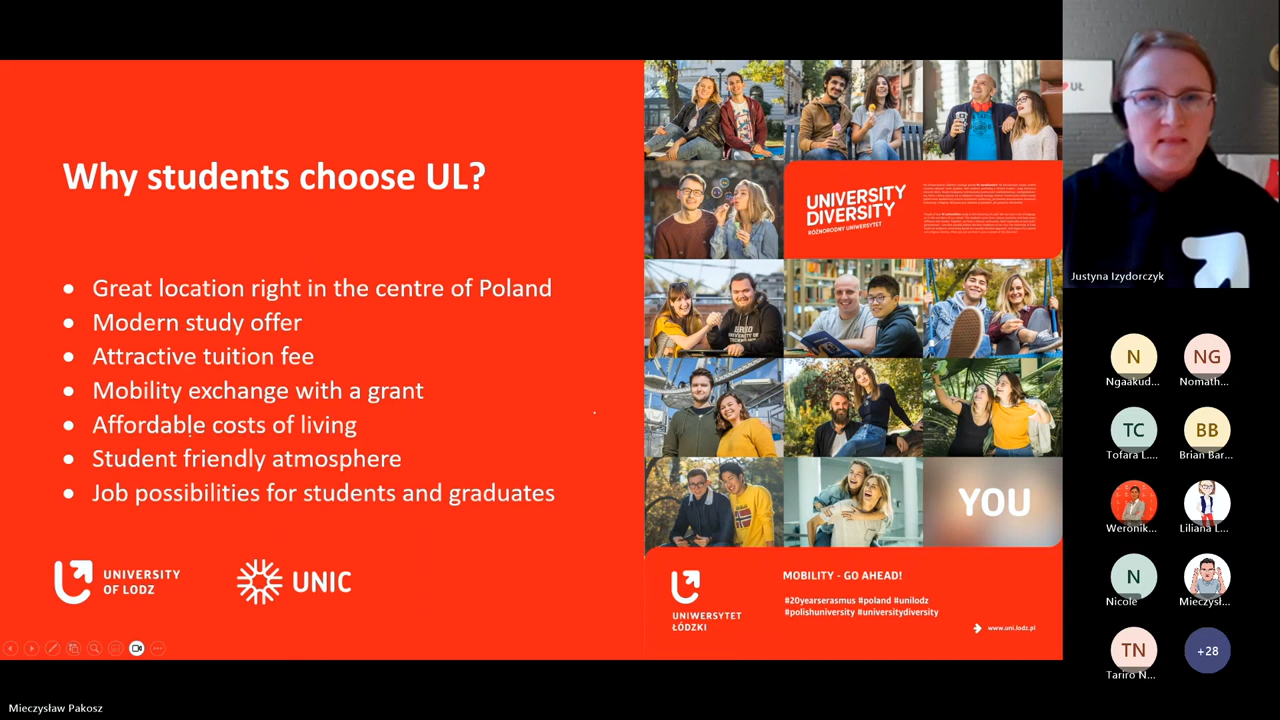 Why students choose UL?
Great location right in the centre of Poland
Modern study offer
Attractive tuition fee
Mobility exchange with a grant
Affordable costs of living
Student friendly atmosphere
Job possibilities for students and graduates
UNIVERSITY
OF LODZ
UNIC
UNIVERSITY
DIVERSITY
RÓŻNORODNY UNIWERSYTET
YOU
MOBILITY - GO AHEAD!
#20yearserasmus #poland #unilodz
#polishuniversity #universitydiversity
UNIWERSYTET
ŁÓDZKI
www.uni.lodz.pl
UŁ
Justyna Izydorczyk
N
NG
Ngaakud...
Nomath...
TC
BB
Tofara L....
Brian Bar...
Weronik...
Liliana L...
N
Nicole
Mieczysł...
TN
+28
Tariro N...
Mieczysław Pakosz